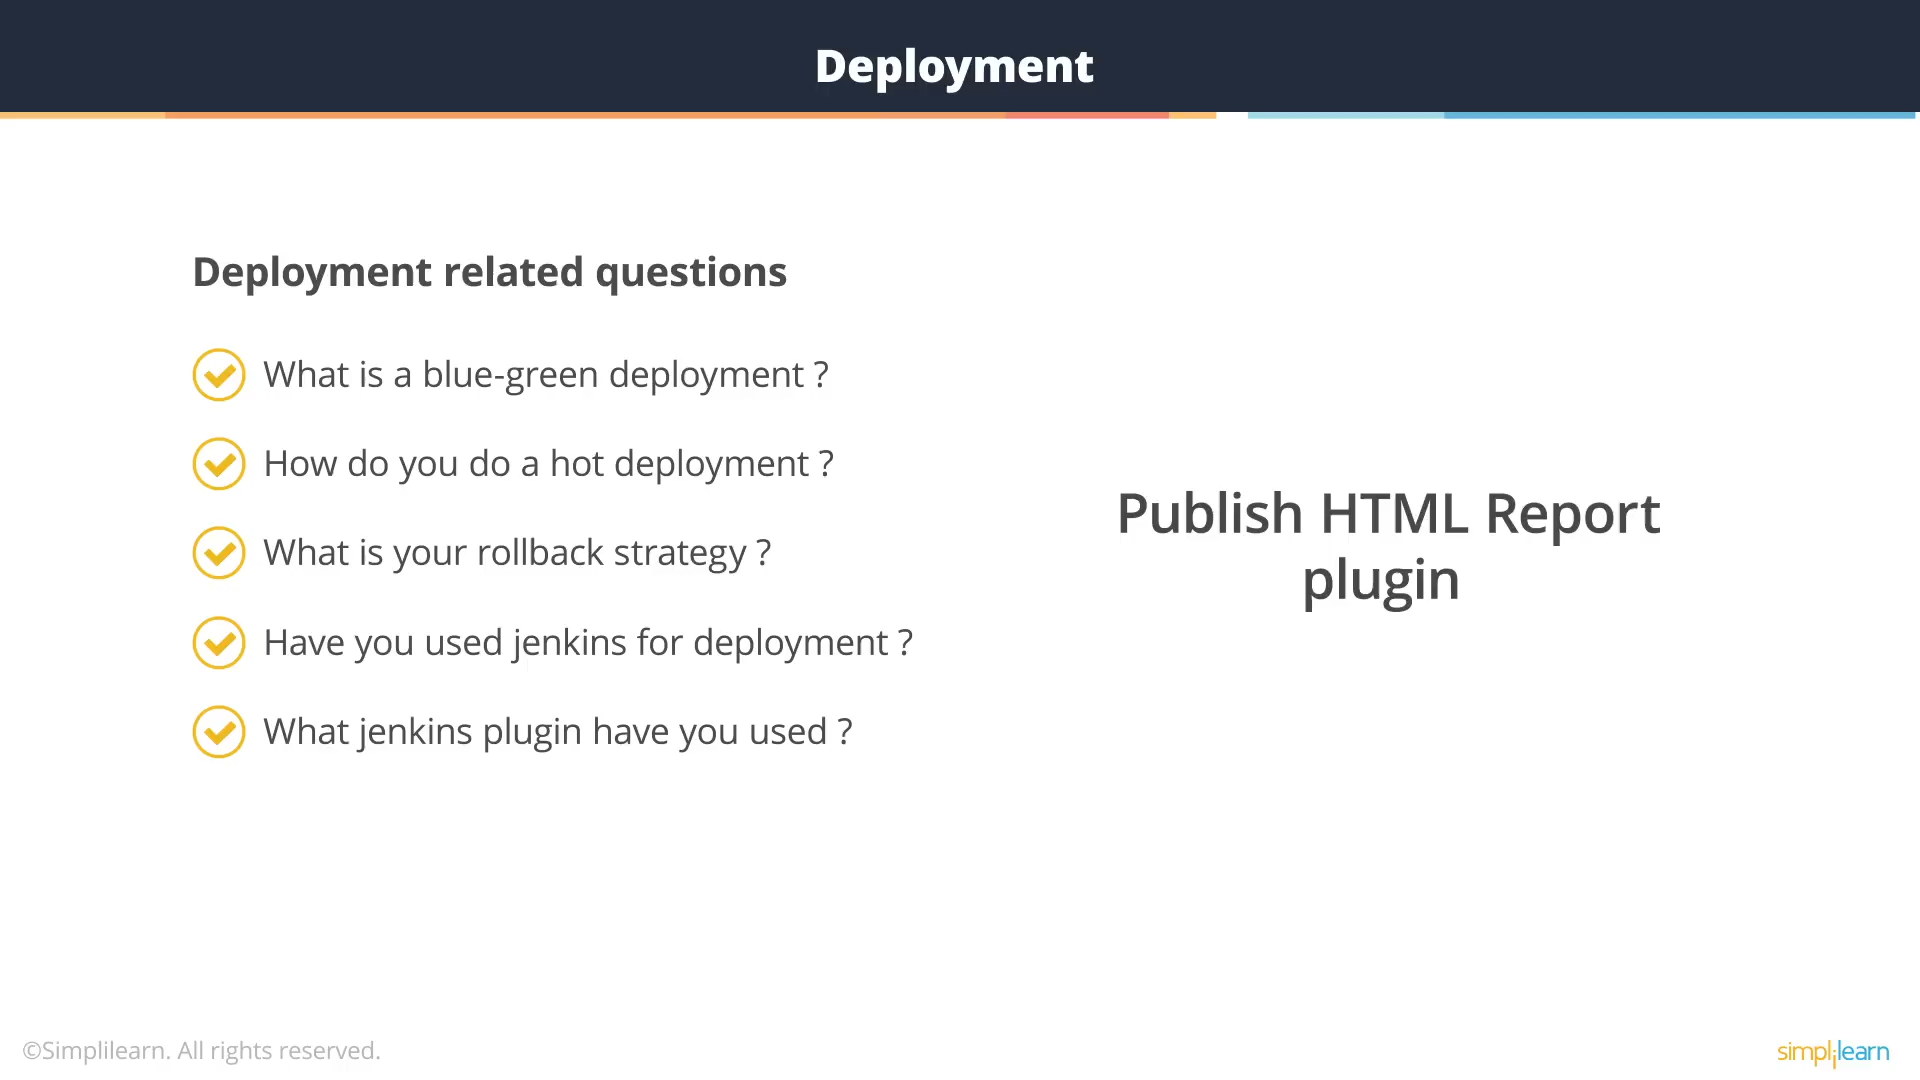 Deployment
Deployment related questions
What is a blue-green deployment ?
How do you do a hot deployment ?
What is your rollback strategy ?
Have you used jenkins for deployment ?
What jenkins plugin have you used ?
Publish HTML Report
plugin
©Simplilearn. All rights reserved.
simplilearn